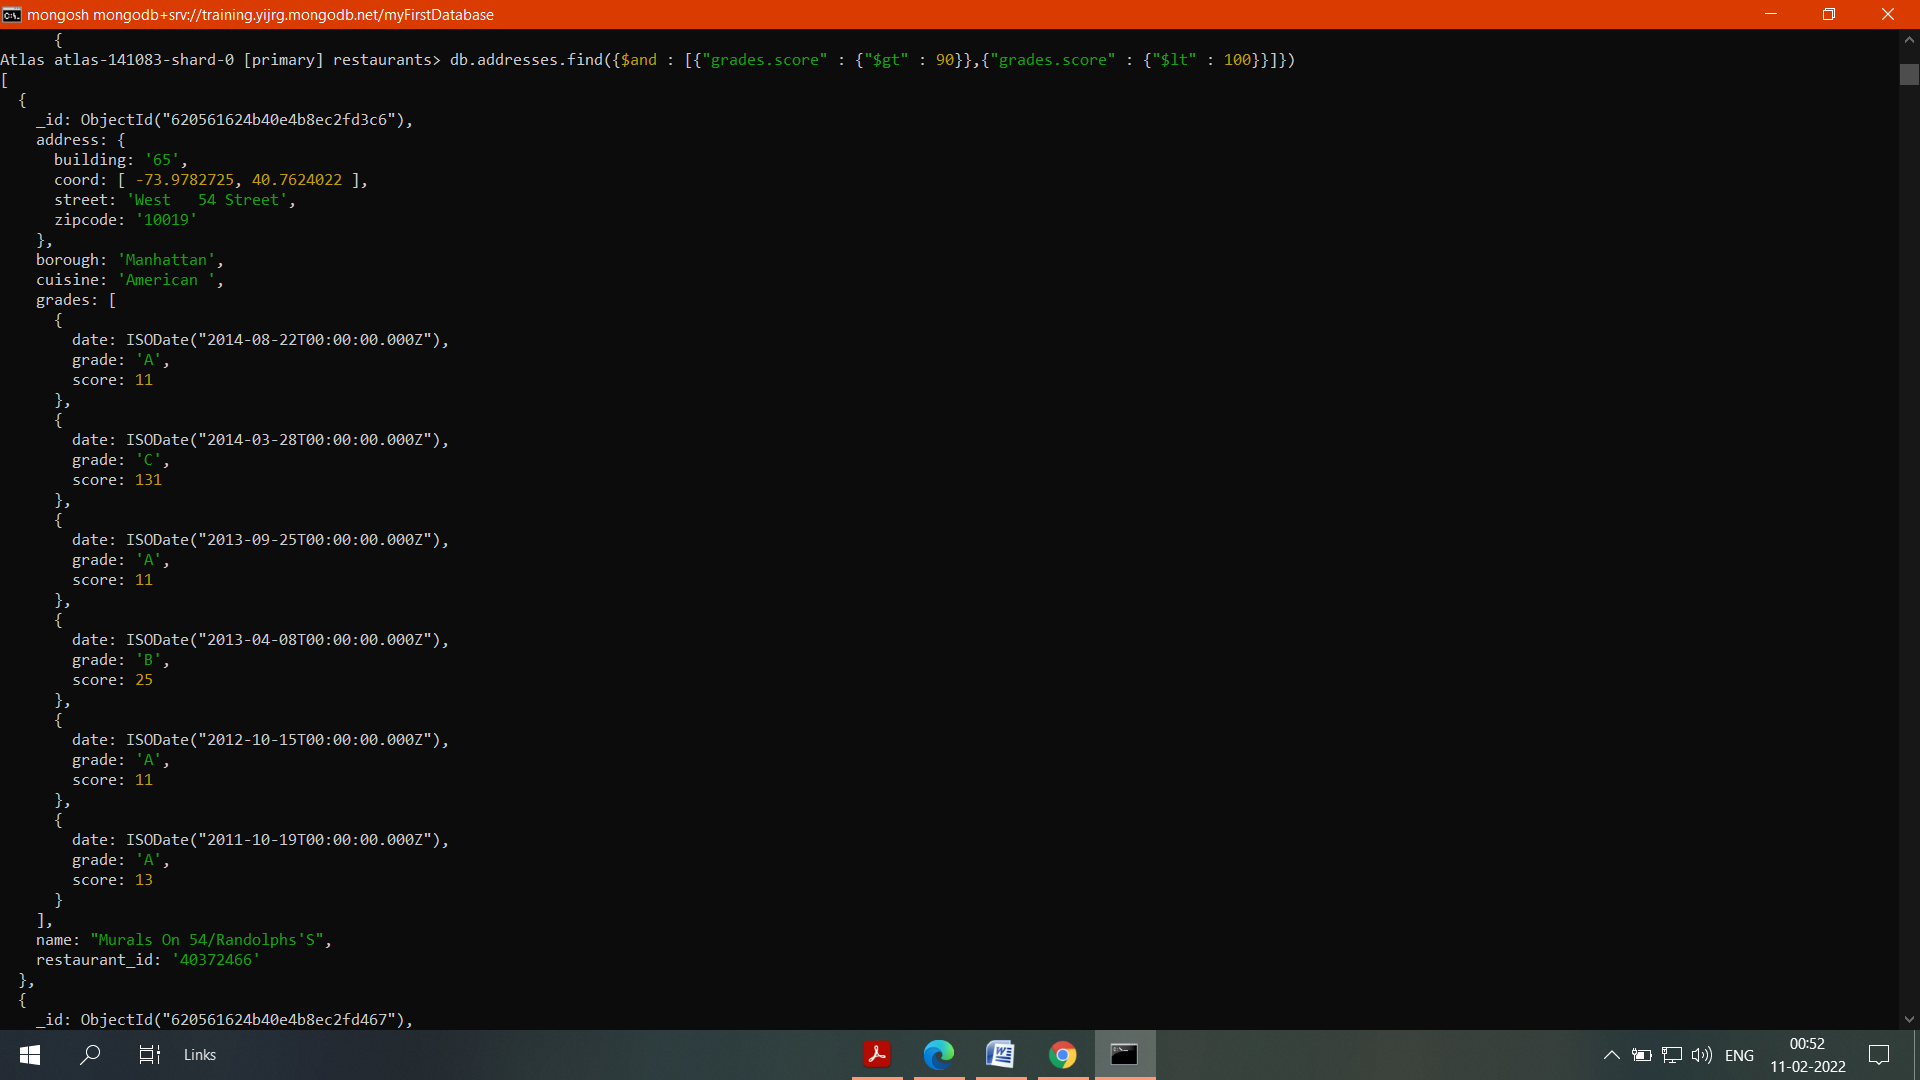 mongosh mongodb+srv://training.yijrg.mongodb.net/myFirstDatabase
{
Atlas atlas-141083-shard-0 [primary] restaurants> db.addresses.find({$and : [{"grades.score" : {"$gt" : 90}},{"grades.score" : {"$lt" : 100}}]})
[
  {
    _id: ObjectId("620561624b40e4b8ec2fd3c6"),
    address: {
      building: '65',
      coord: [ -73.9782725, 40.7624022 ],
      street: 'West   54 Street',
      zipcode: '10019'
    },
    borough: 'Manhattan',
    cuisine: 'American ',
    grades: [
      {
        date: ISODate("2014-08-22T00:00:00.000Z"),
        grade: 'A',
        score: 11
      },
      {
        date: ISODate("2014-03-28T00:00:00.000Z"),
        grade: 'C',
        score: 131
      },
      {
        date: ISODate("2013-09-25T00:00:00.000Z"),
        grade: 'A',
        score: 11
      },
      {
        date: ISODate("2013-04-08T00:00:00.000Z"),
        grade: 'B',
        score: 25
      },
      {
        date: ISODate("2012-10-15T00:00:00.000Z"),
        grade: 'A',
        score: 11
      },
      {
        date: ISODate("2011-10-19T00:00:00.000Z"),
        grade: 'A',
        score: 13
      }
    ],
    name: "Murals On 54/Randolphs'S",
    restaurant_id: '40372466'
  },
  {
    _id: ObjectId("620561624b40e4b8ec2fd467"),
Links
ENG
00:52
11-02-2022